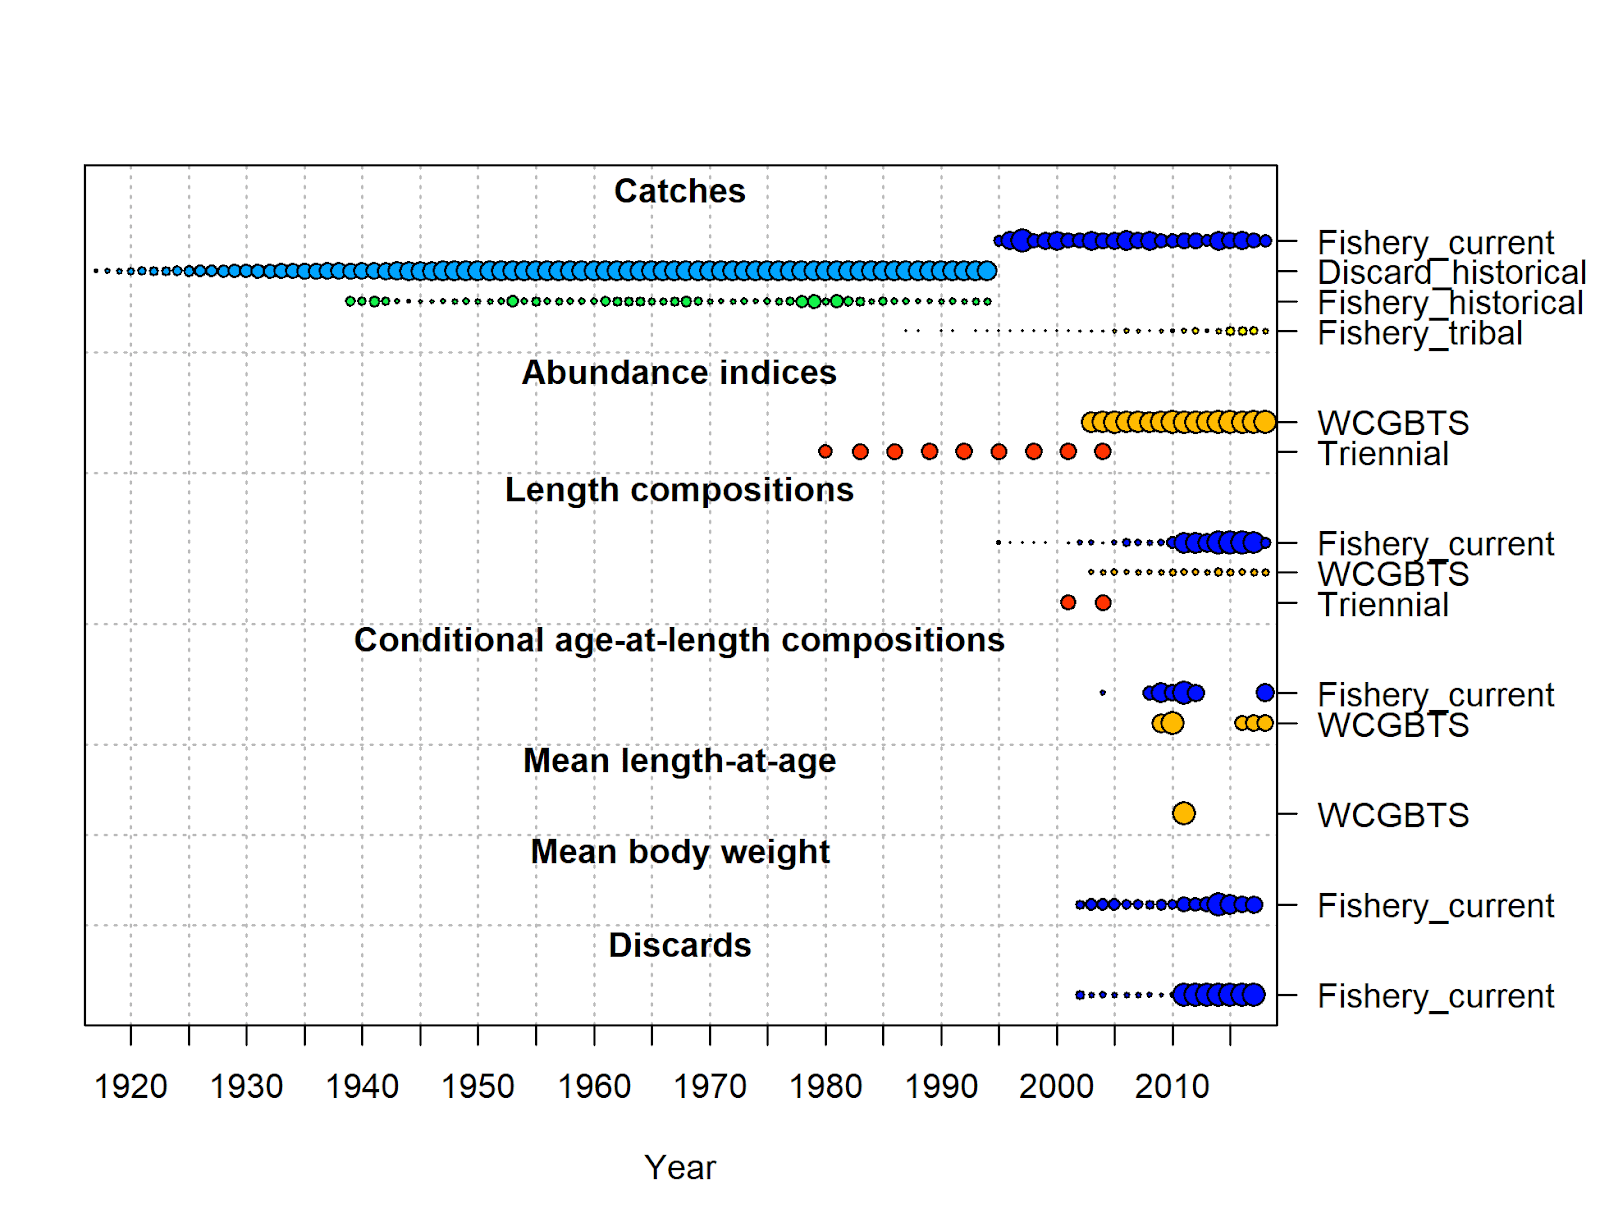 Catches
Fishery_current
Discard_historical
Fishery_historical
Fishery_tribal
Abundance indices
WCGBTS
Triennial
Length compositions
Fishery_current
WCGBTS
Triennial
Conditional age-at-length compositions
Fishery_current
WCGBTS
Mean length-at-age
WCGBTS
Mean body weight
Fishery_current
Discards
Fishery_current
1920 1930 1940 1950 1960 1970 1980 1990 2000 2010
Year